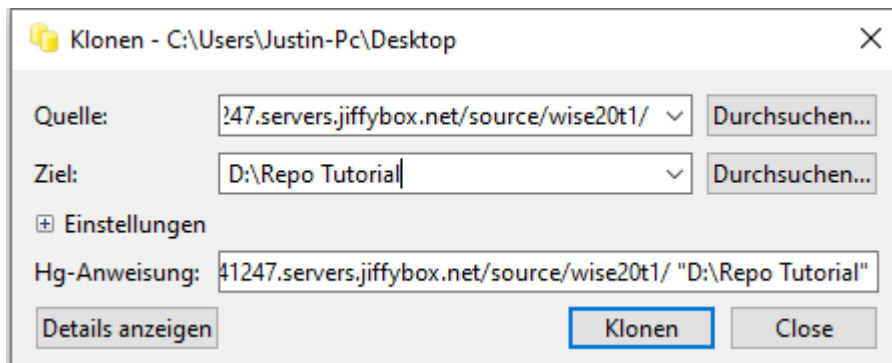 Klonen - C:\Users\Justin-Pc\Desktop
Quelle: 247.servers.jiffybox.net/source/wise20t1/ Durchsuchen...
Ziel: D:\Repo Tutorial Durchsuchen...
Einstellungen
Hg-Anweisung: 41247.servers.jiffybox.net/source/wise20t1/ "D:\Repo Tutorial"
Details anzeigen Klonen Close